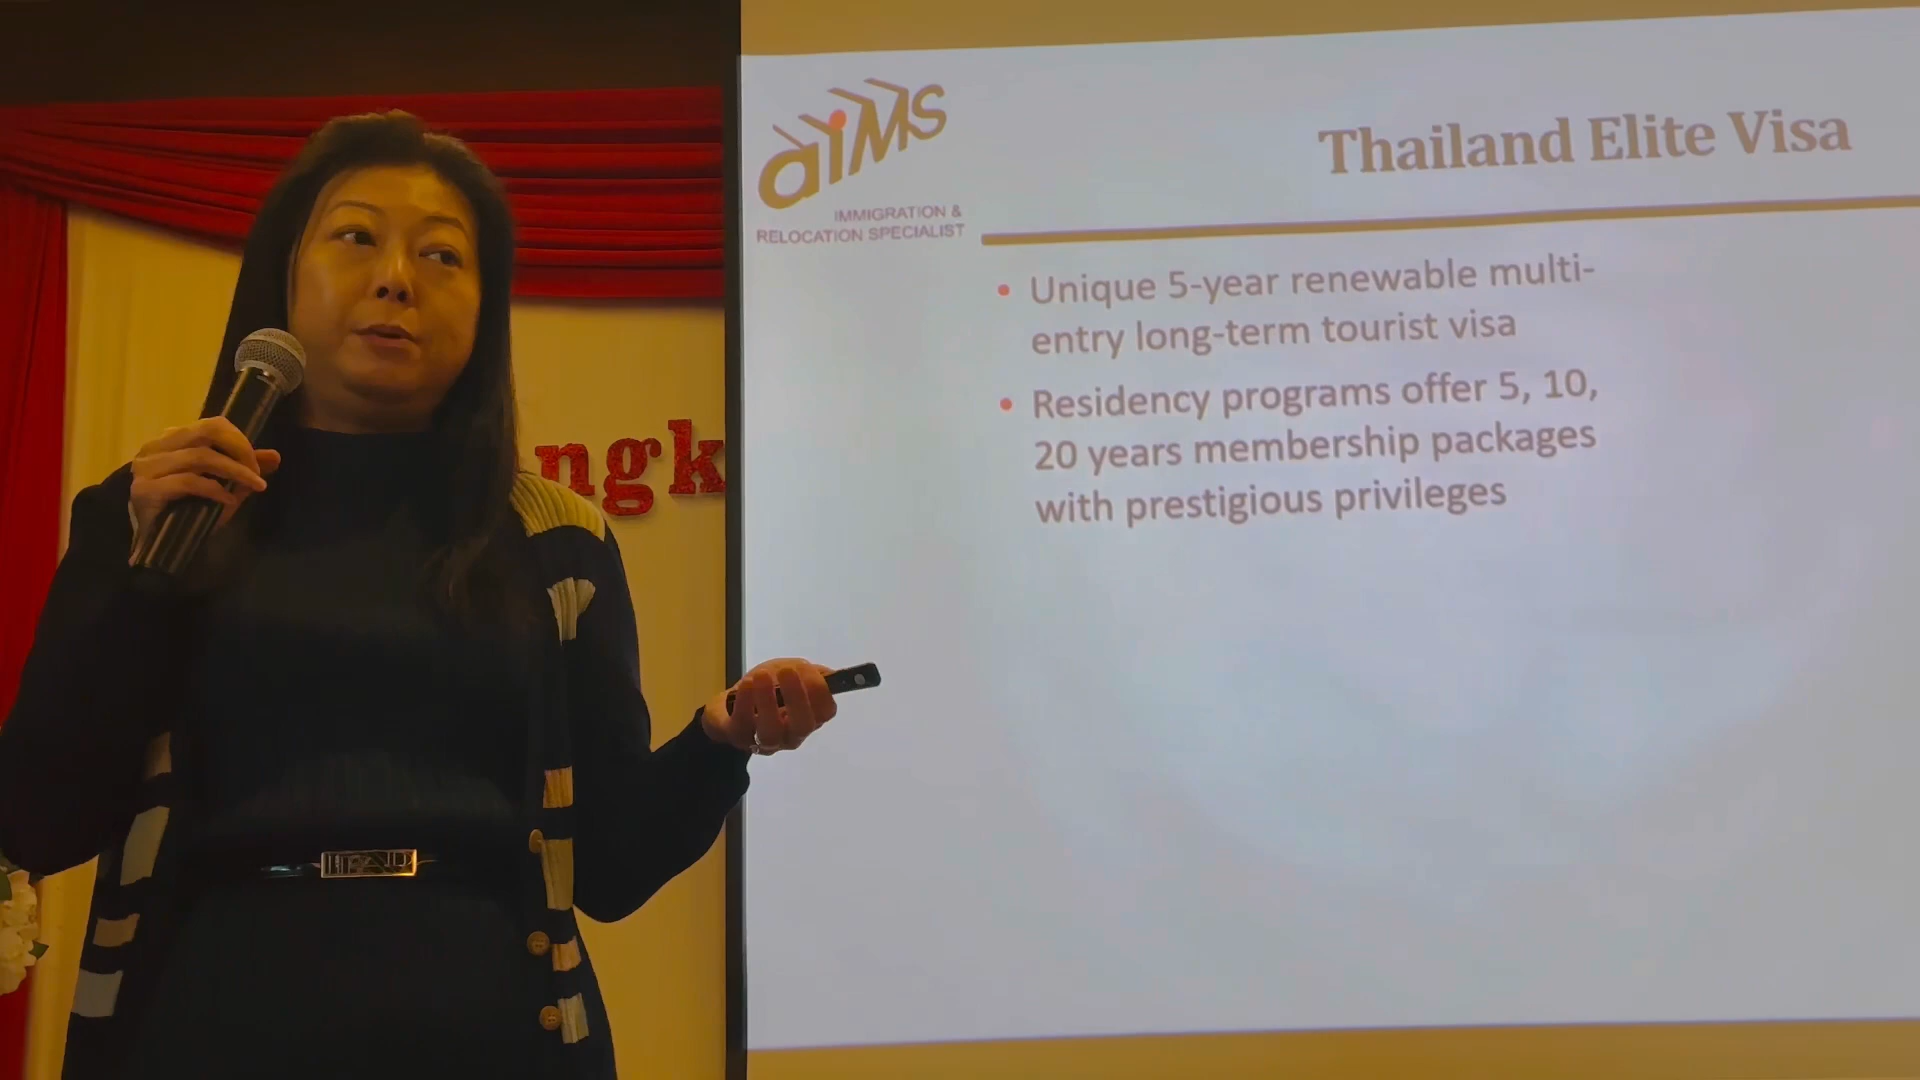 aiMS
IMMIGRATION &
RELOCATION SPECIALIST
Thailand Elite Visa
• Unique 5-year renewable multi-
entry long-term tourist visa
• Residency programs offer 5, 10,
20 years membership packages
with prestigious privileges
ngk